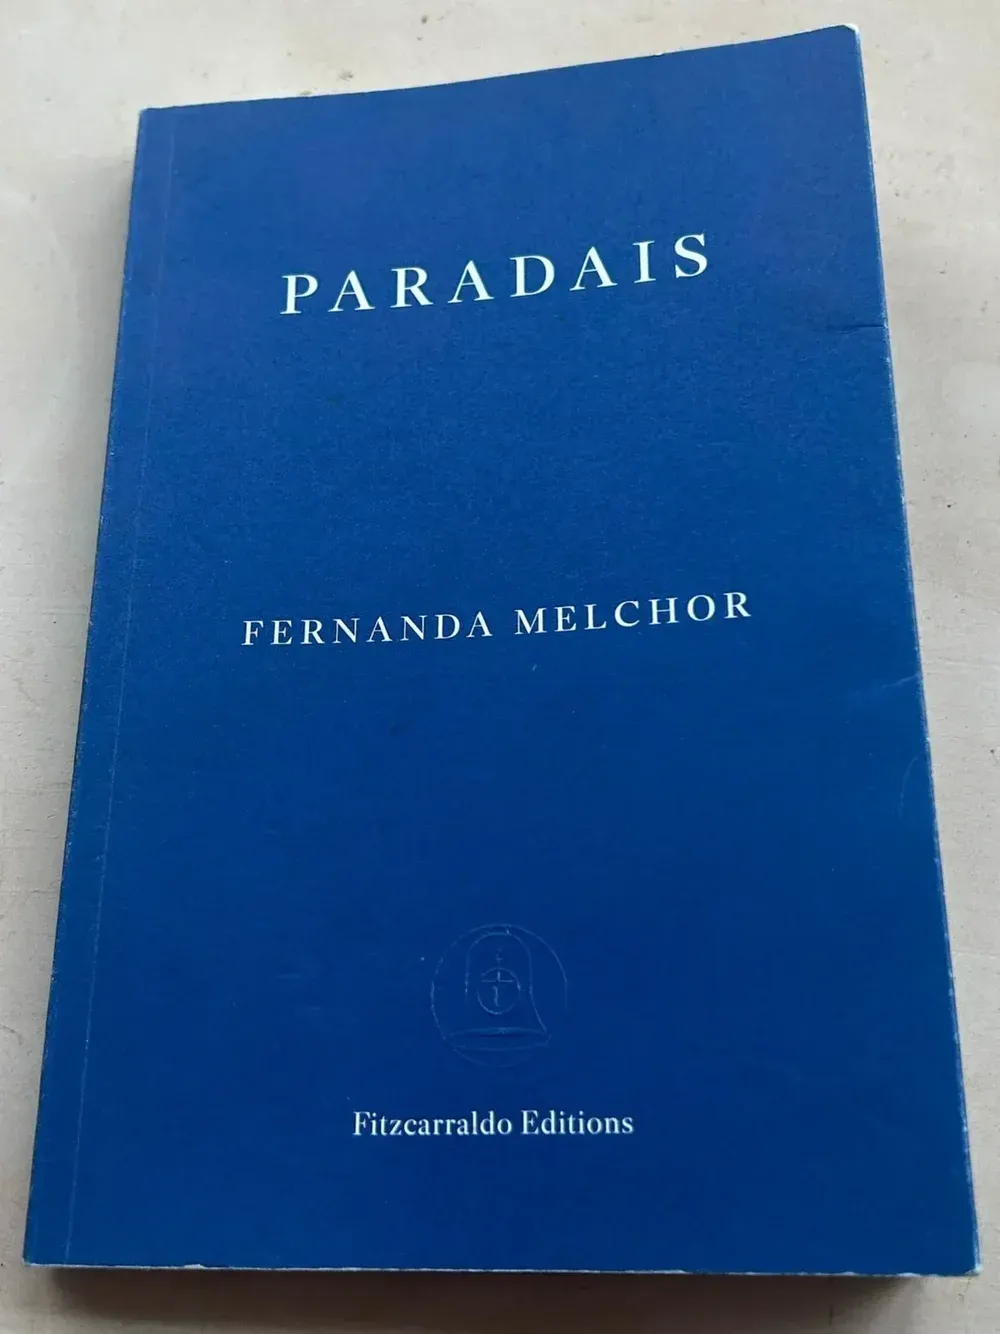 PARADAIS
FERNANDA MELCHOR
Fitzcarraldo Editions